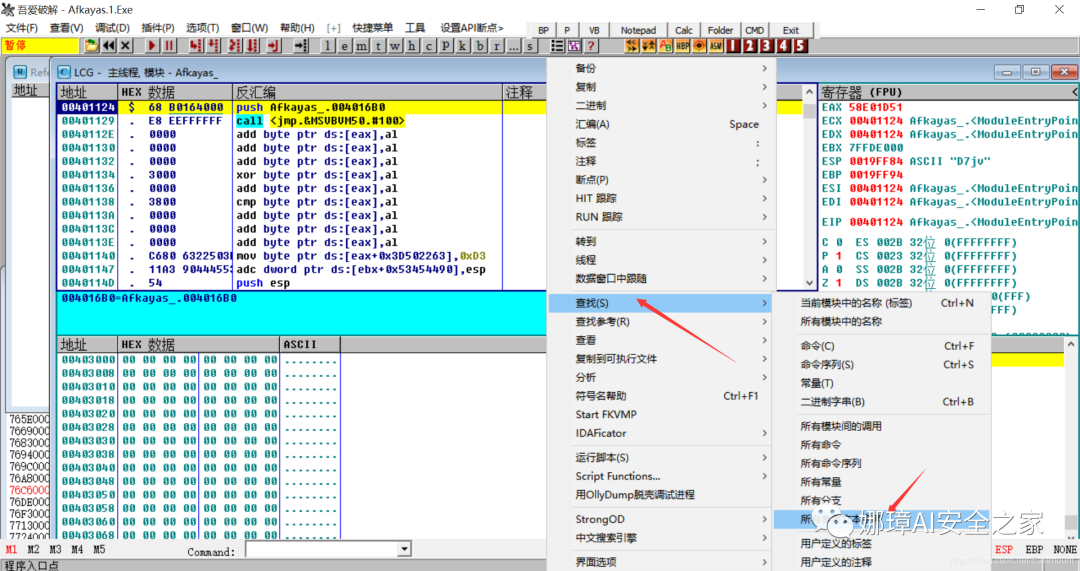 吾爱破解 - Afkayas.1.Exe
文件(F) 查看(V) 调试(D) 插件(P) 选项(T) 窗口(W) 帮助(H) [+] 快捷菜单 工具 设置API断点>
BP P VB Notepad Calc Folder CMD Exit
暂停 l e m t w h c p k b r ... s
LCG - 主线程, 模块 - Afkayas_
地址
地址 HEX 数据 反汇编 注释
00401124 $ 68 B0164000 push Afkayas_.004016B0
00401129 . E8 EEFFFFFF call <jmp.&MSVBVM50.#100>
0040112E . 0000 add byte ptr ds:[eax],al
00401130 . 0000 add byte ptr ds:[eax],al
00401132 . 0000 add byte ptr ds:[eax],al
00401134 . 3000 xor byte ptr ds:[eax],al
00401136 . 0000 add byte ptr ds:[eax],al
00401138 . 3800 cmp byte ptr ds:[eax],al
0040113A . 0000 add byte ptr ds:[eax],al
0040113C . 0000 add byte ptr ds:[eax],al
0040113E . 0000 add byte ptr ds:[eax],al
00401140 . C680 6322503 mov byte ptr ds:[eax+0x3D502263],0xD3
00401147 . 11A3 90444553 adc dword ptr ds:[ebx+0x53454490],esp
0040114D . 54 push esp
004016B0=Afkayas_.004016B0
地址 HEX 数据 ASCII
00403000 00 00 00 00 00 00 00 00 ........
00403008 00 00 00 00 00 00 00 00 ........
00403010 00 00 00 00 00 00 00 00 ........
00403018 00 00 00 00 00 00 00 00 ........
00403020 00 00 00 00 00 00 00 00 ........
00403028 00 00 00 00 00 00 00 00 ........
00403030 00 00 00 00 00 00 00 00 ........
00403038 00 00 00 00 00 00 00 00 ........
00403040 00 00 00 00 00 00 00 00 ........
00403048 00 00 00 00 00 00 00 00 ........
00403050 00 00 00 00 00 00 00 00 ........
00403058 00 00 00 00 00 00 00 00 ........
00403060 00 00 00 00 00 00 00 00 ........
00403068 00 00 00 00 00 00 00 00 ........
765E000
7669000
7683000
7694000
769C000
76A8000
76C6000
76DE000
76F3000
7713000
7724000
M1 M2 M3 M4 M5 Command:
程序入口点
备份
复制
二进制
汇编(A) Space
标签 :
注释 ;
断点(P)
HIT 跟踪
RUN 跟踪
转到
线程
数据窗口中跟随
查找(S)
查找参考(R)
查看
复制到可执行文件
分析
符号名帮助 Ctrl+F1
Start FKVMP
IDAFicator
运行脚本(S)
Script Functions...
用OllyDump脱壳调试进程
StrongOD
中文搜索引擎
界面选项
当前模块中的名称 (标签) Ctrl+N
所有模块中的名称
命令(C) Ctrl+F
命令序列(S) Ctrl+S
常量(T)
二进制字串(B) Ctrl+B
所有模块间的调用
所有命令
所有命令序列
所有常量
所有分支
用户定义的标签
用户定义的注释
寄存器 (FPU)
EAX 58E01D51
ECX 00401124 Afkayas_.<ModuleEntryPoin
EDX 00401124 Afkayas_.<ModuleEntryPoin
EBX 7FFDE000
ESP 0019FF84 ASCII "D7jv"
EBP 0019FF94
ESI 00401124 Afkayas_.<ModuleEntryPoin
EDI 00401124 Afkayas_.<ModuleEntryPoin
EIP 00401124 Afkayas_.<ModuleEntryPoin
C 0 ES 002B 32位 0(FFFFFFFF)
P 1 CS 0023 32位 0(FFFFFFFF)
A 0 SS 002B 32位 0(FFFFFFFF)
Z 1 DS 002B 32位 0(FFFFFFFF)
0(FFF)
ESP EBP NONE
娜璋AI安全之家